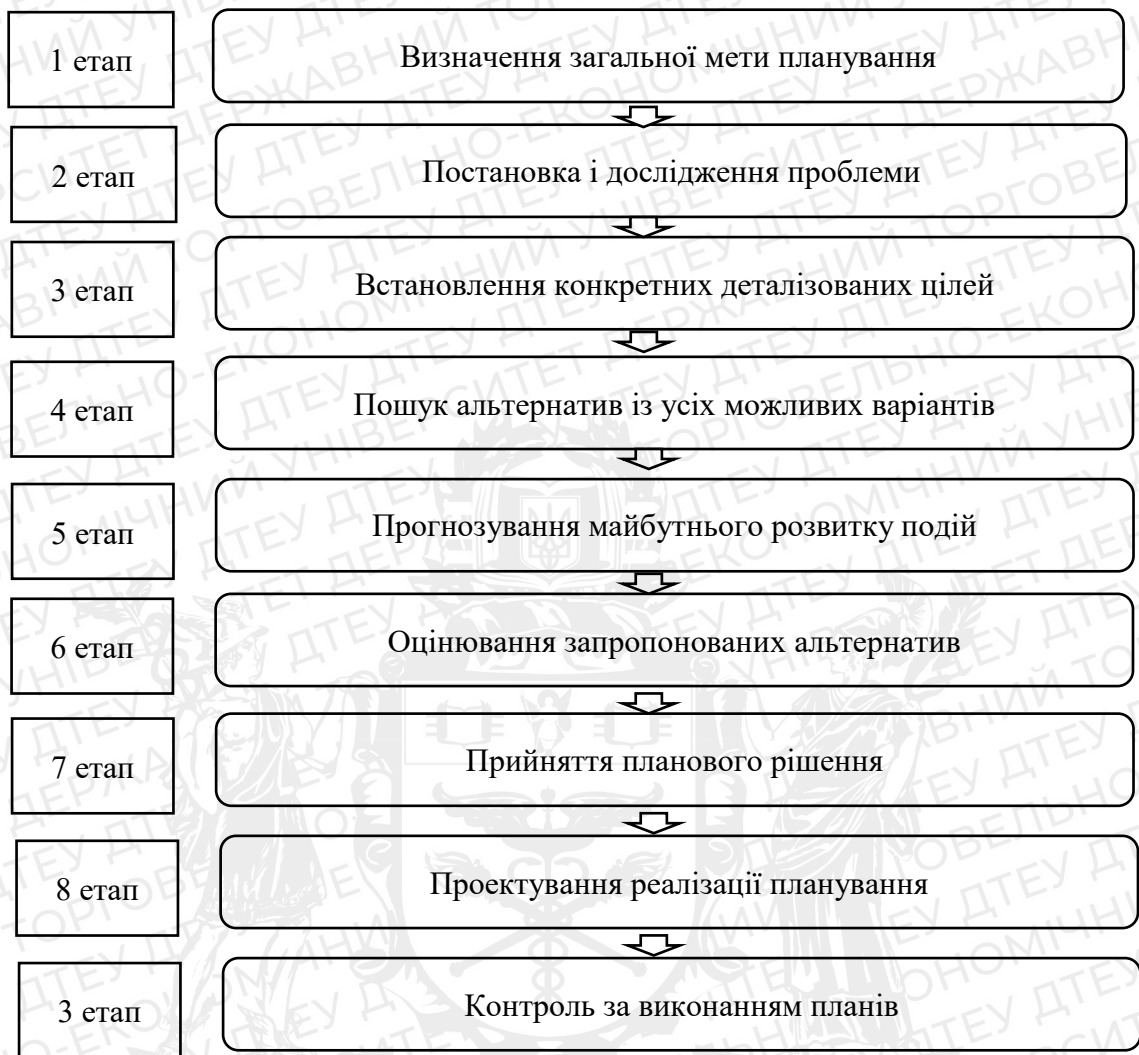 1 етап
Визначення загальної мети планування
2 етап
Постановка і дослідження проблеми
3 етап
Встановлення конкретних деталізованих цілей
4 етап
Пошук альтернатив із усіх можливих варіантів
5 етап
Прогнозування майбутнього розвитку подій
6 етап
Оцінювання запропонованих альтернатив
7 етап
Прийняття планового рішення
8 етап
Проектування реалізації планування
3 етап
Контроль за виконанням планів